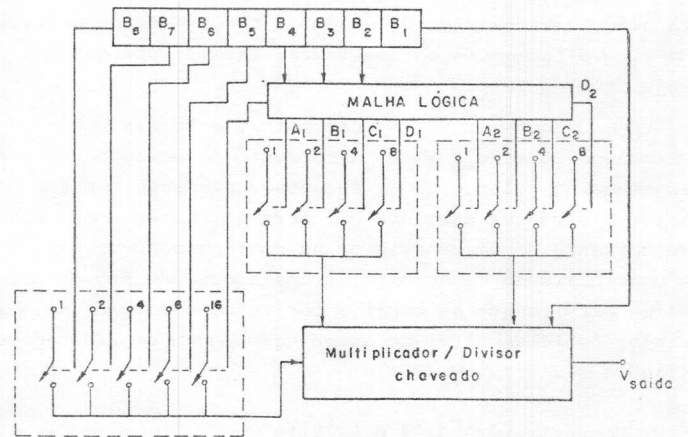 B8 B7 B6 B5 B4 B3 B2 B1
MALHA LÓGICA
D2
A1 B1 C1 D1 A2 B2 C2
1 2 4 8 1 2 4 8
1 2 4 8 16
Multiplicador / Divisor
chaveado
Vsaída